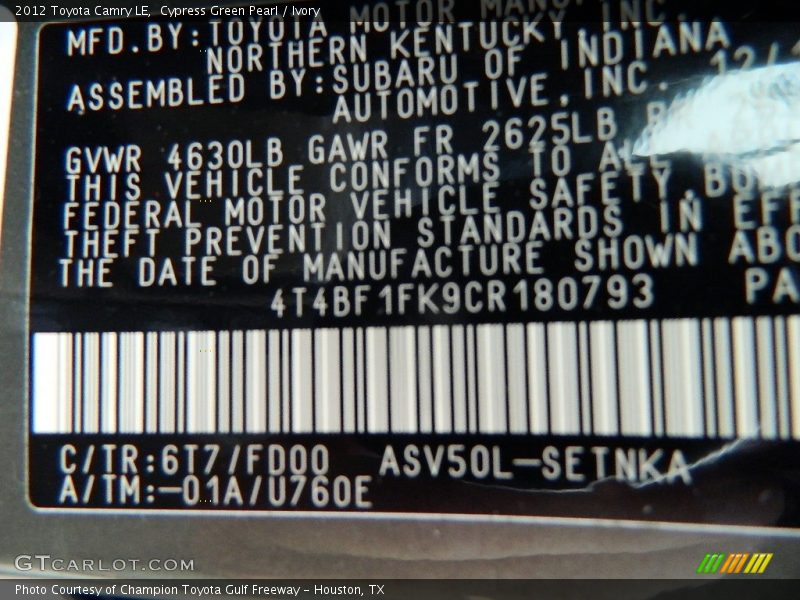 2012 Toyota Camry LE, Cypress Green Pearl / Ivory
MFD.BY:TOYOTA MOTOR INC.
NORTHERN KENTUCKY,
ASSEMBLED BY:SUBARU OF INDIANA
AUTOMOTIVE,INC. 12/
GVWR 4630LB GAWR FR 2625LB
THIS VEHICLE CONFORMS TO
FEDERAL MOTOR VEHICLE SAFETY,
THEFT PREVENTION STANDARDS IN
THE DATE OF MANUFACTURE SHOWN
4T4BF1FK9CR180793
C/TR:6T7/FD00 ASV50L-SETNKA
A/TM:-01A/U760E
GTCARLOT.COM
Photo Courtesy of Champion Toyota Gulf Freeway - Houston, TX